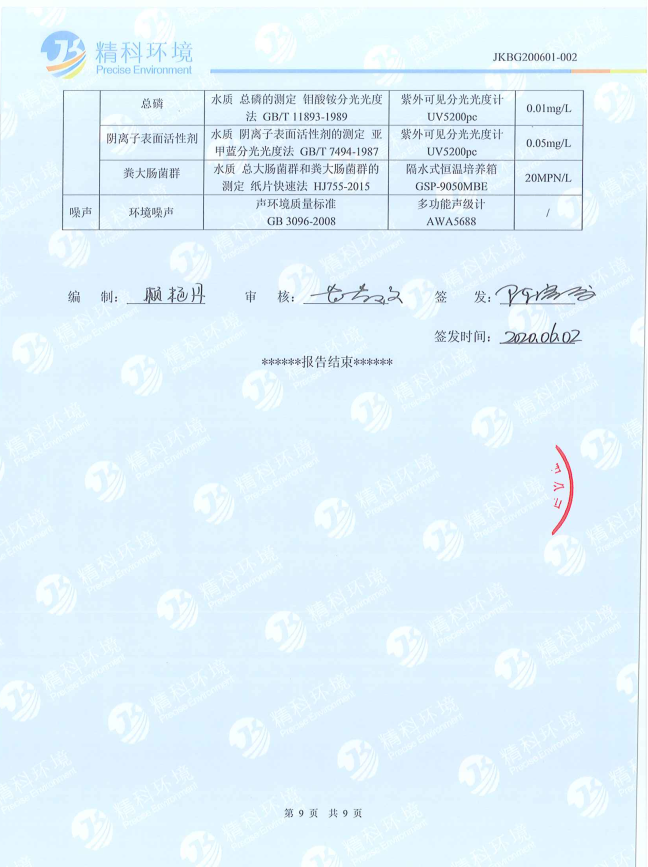 精科环境
Precise Environment
JKBG200601-002
总磷
水质 总磷的测定 钼酸铵分光光度
法 GB/T 11893-1989
紫外可见分光光度计
UV5200pc
0.01mg/L
阴离子表面活性剂
水质 阴离子表面活性剂的测定 亚
甲蓝分光光度法 GB/T 7494-1987
紫外可见分光光度计
UV5200pc
0.05mg/L
粪大肠菌群
水质 总大肠菌群和粪大肠菌群的
测定 纸片快速法 HJ755-2015
隔水式恒温培养箱
GSP-9050MBE
20MPN/L
噪声
环境噪声
声环境质量标准
GB 3096-2008
多功能声级计
AWA5688
/
编 制: 顾艳丹 审 核: 签 发:
签发时间: 2020.06.02
******报告结束******
第 9 页 共 9 页